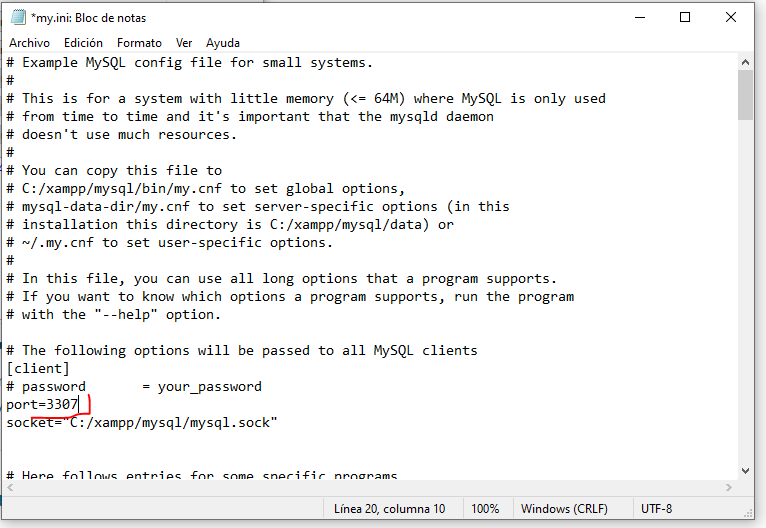 *my.ini: Bloc de notas
Archivo Edición Formato Ver Ayuda
# Example MySQL config file for small systems.
#
# This is for a system with little memory (<= 64M) where MySQL is only used
# from time to time and it's important that the mysqld daemon
# doesn't use much resources.
#
# You can copy this file to
# C:/xampp/mysql/bin/my.cnf to set global options,
# mysql-data-dir/my.cnf to set server-specific options (in this
# installation this directory is C:/xampp/mysql/data) or
# ~/.my.cnf to set user-specific options.
#
# In this file, you can use all long options that a program supports.
# If you want to know which options a program supports, run the program
# with the "--help" option.

# The following options will be passed to all MySQL clients
[client]
# password       = your_password
port=3307
socket="C:/xampp/mysql/mysql.sock"

# Here follows entries for some specific programs
Línea 20, columna 10 100% Windows (CRLF) UTF-8